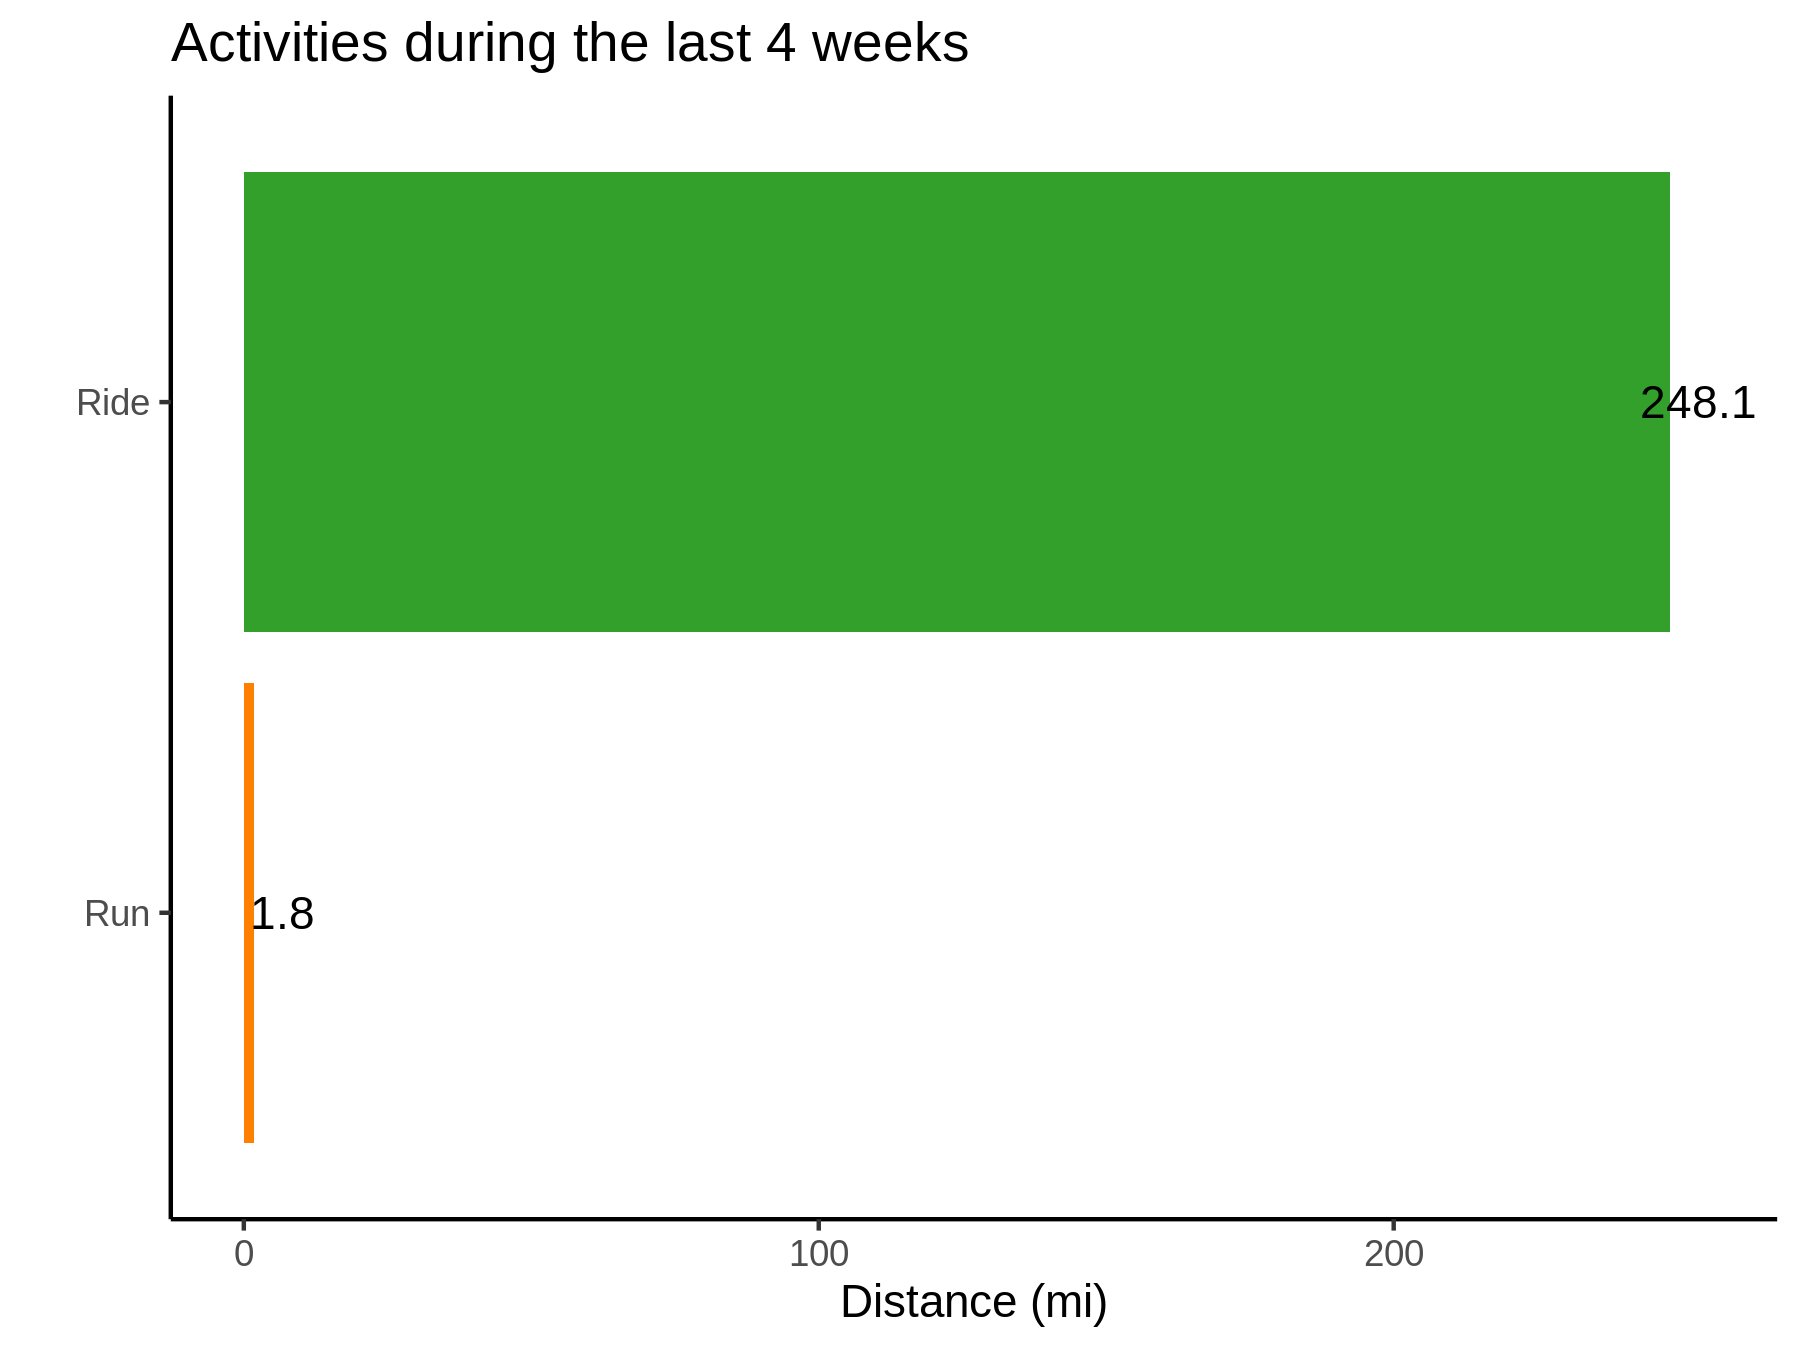 Activities during the last 4 weeks
Ride
248.1
Run
1.8
0 100 200
Distance (mi)